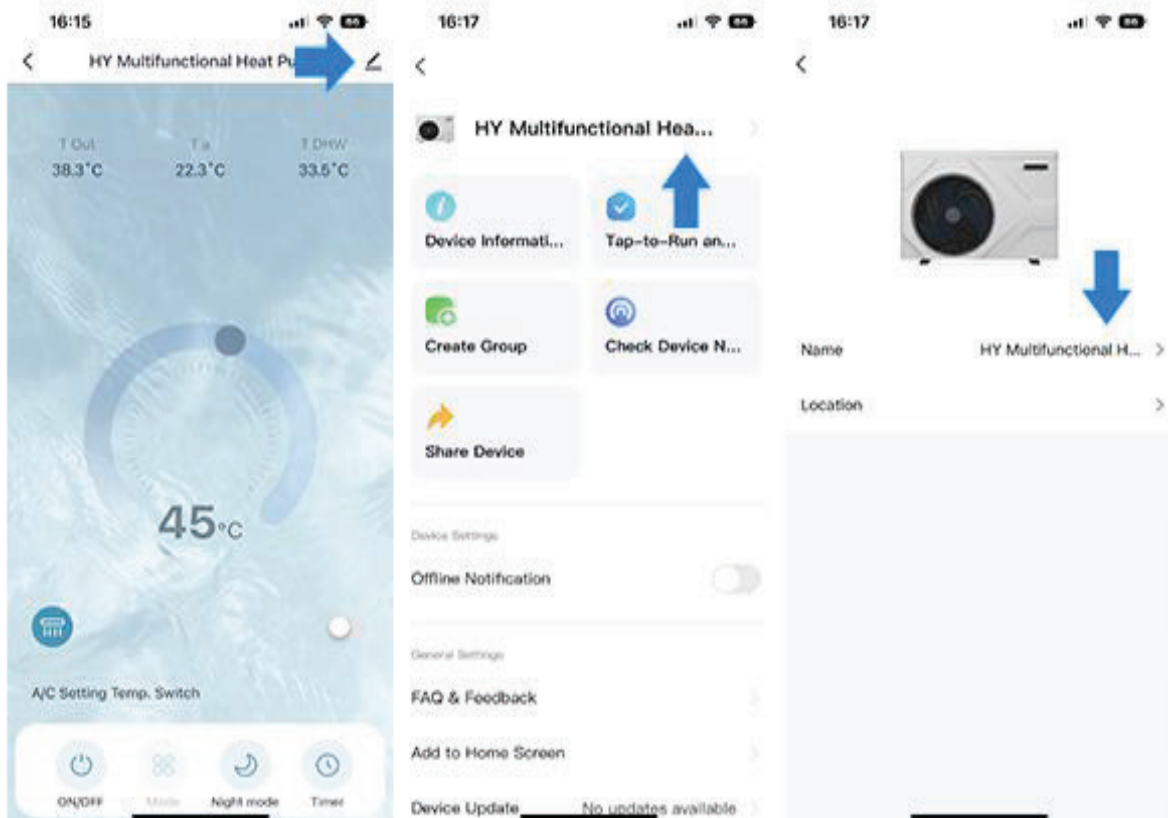 16:15
HY Multifunctional Heat Pu
T Out
T a
T DHW
38.3°C
22.3°C
33.5°C
45°C
A/C Setting Temp. Switch
ON/OFF
Mode
Night mode
Timer
16:17
HY Multifunctional Hea...
Device Informati...
Tap-to-Run an...
Create Group
Check Device N...
Share Device
Device Settings
Offline Notification
General Settings
FAQ & Feedback
Add to Home Screen
Device Update
No updates available
16:17
Name
HY Multifunctional H...
Location